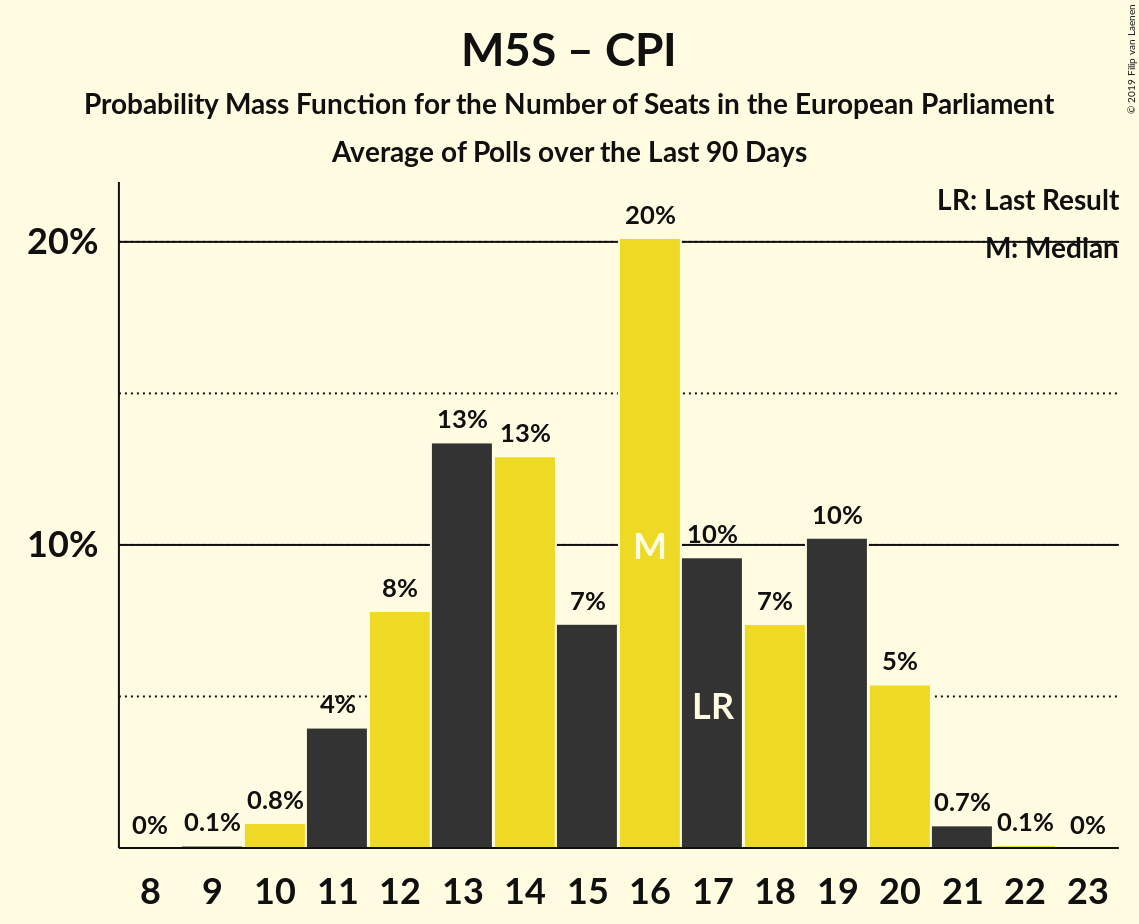 M5S – CPI
Probability Mass Function for the Number of Seats in the European Parliament
Average of Polls over the Last 90 Days
© 2019 Filip van Laenen
LR: Last Result
M: Median
20%
10%
0%
0.1%
0.8%
4%
8%
13%
13%
7%
20%
10%
7%
10%
5%
0.7%
0.1%
0%
M
LR
8 9 10 11 12 13 14 15 16 17 18 19 20 21 22 23